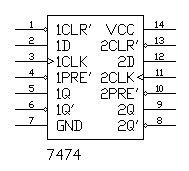 1 1CLR' VCC 14
2 1D 2CLR' 13
3 1CLK 2D 12
4 1PRE' 2CLK 11
5 1Q 2PRE' 10
6 1Q' 2Q 9
7 GND 2Q' 8
7474